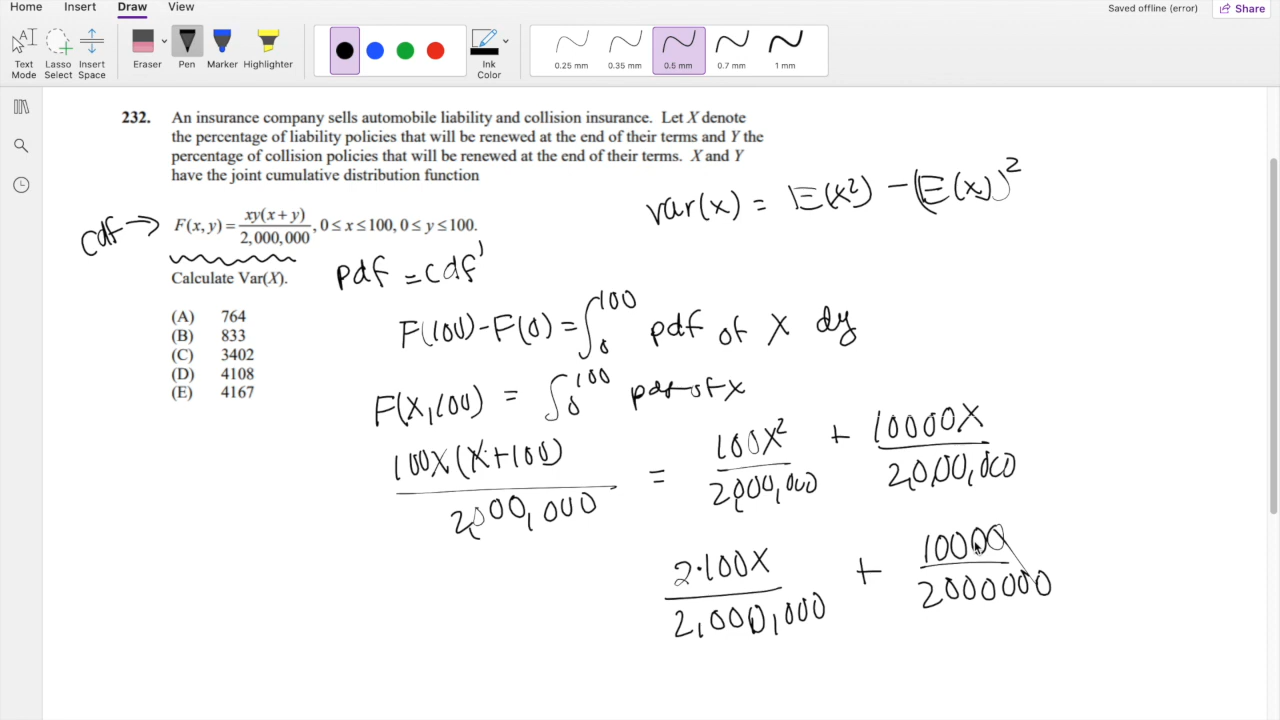 Home Insert Draw View
Saved offline (error) Share
Text Mode
Lasso Select
Insert Space
Eraser Pen Marker Highlighter
Ink Color
0.25 mm 0.35 mm 0.5 mm 0.7 mm 1 mm
232. An insurance company sells automobile liability and collision insurance. Let X denote
the percentage of liability policies that will be renewed at the end of their terms and Y the
percentage of collision policies that will be renewed at the end of their terms. X and Y
have the joint cumulative distribution function
var(x) = E(x²) - (E(x))²
cdf → F(x, y) = xy(x + y) / 2,000,000, 0 ≤ x ≤ 100, 0 ≤ y ≤ 100.
Calculate Var(X).
pdf = cdf'
(A) 764
(B) 833
(C) 3402
(D) 4108
(E) 4167
F(100) - F(0) = ∫₀¹⁰⁰ pdf of X dy
F(X,100) = ∫₀¹⁰⁰ pdf of x
100X(X+100) / 2,000,000 = 100X² / 2,000,000 + 10000X / 2,000,000
2·100X / 2,000,000 + 10000 / 2000000